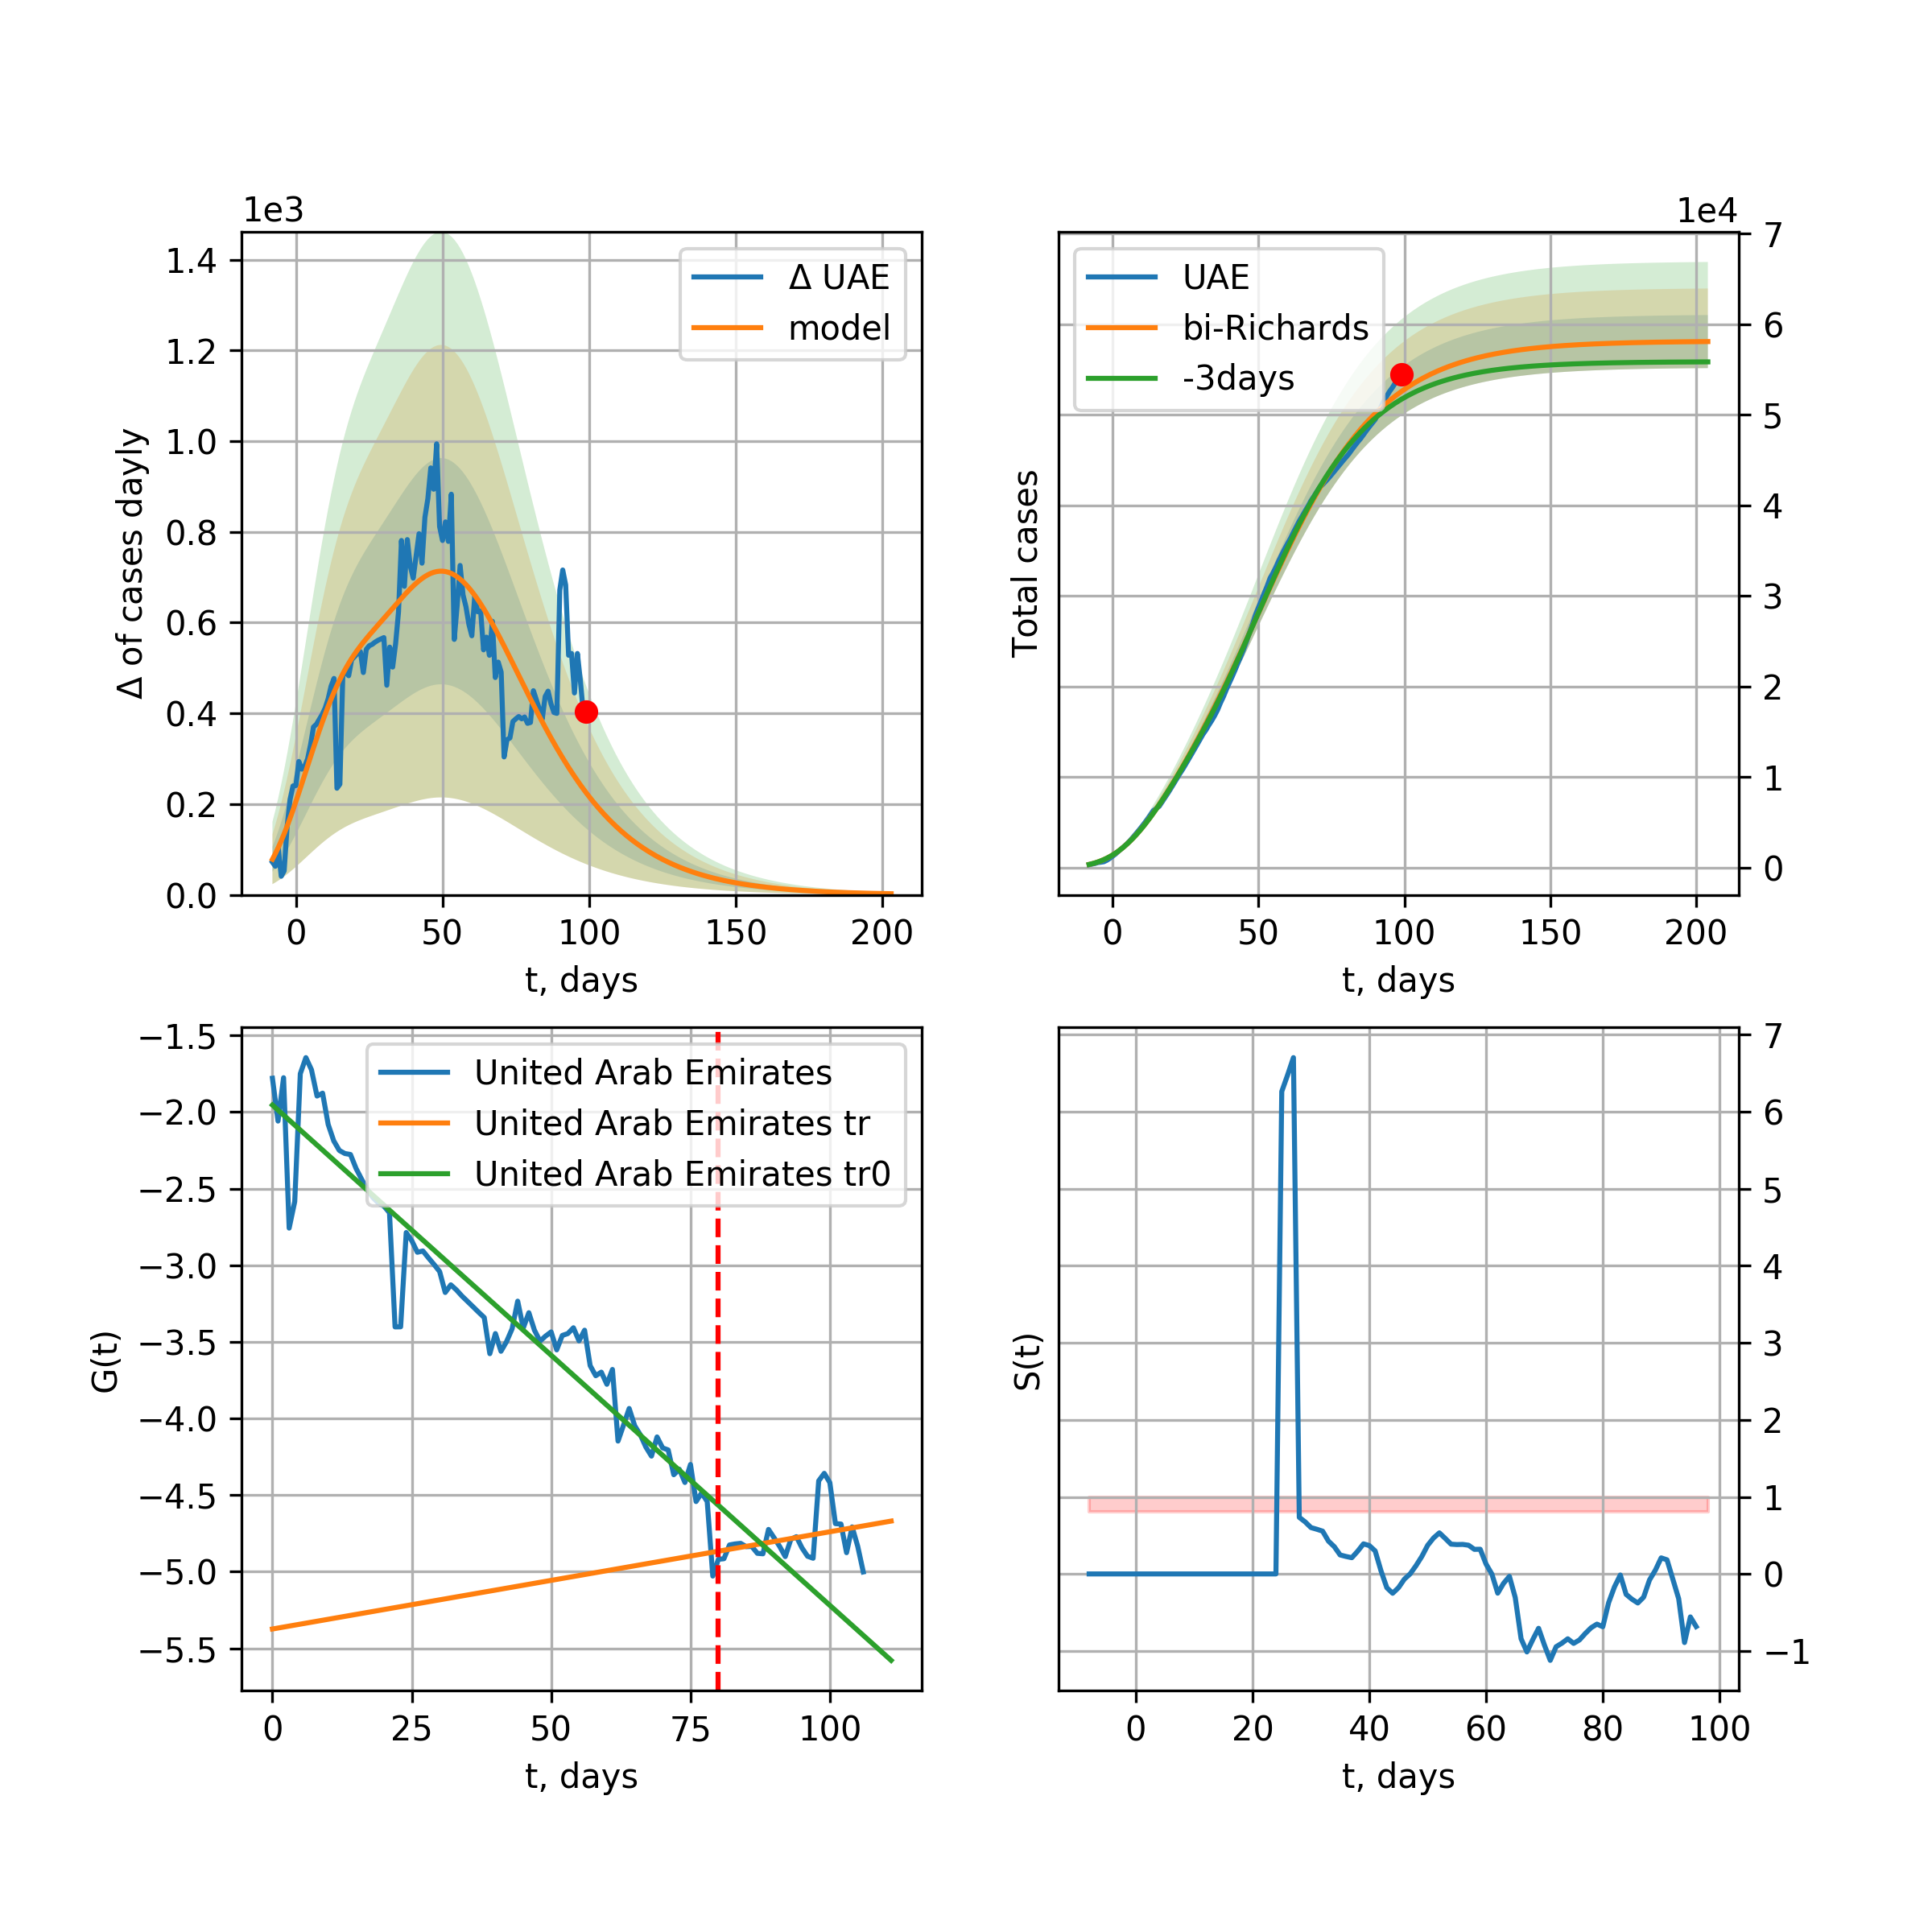 1e3
1.4
1.2
1.0
0.8
0.6
0.4
0.2
0.0
Δ of cases dayly
Δ UAE
model
0 50 100 150 200
t, days
1e4
7
6
5
4
3
2
1
0
Total cases
UAE
bi-Richards
-3days
0 50 100 150 200
t, days
−1.5
−2.0
−2.5
−3.0
−3.5
−4.0
−4.5
−5.0
−5.5
G(t)
United Arab Emirates
United Arab Emirates tr
United Arab Emirates tr0
0 25 50 75 100
t, days
7
6
5
4
3
2
1
0
−1
S(t)
0 20 40 60 80 100
t, days